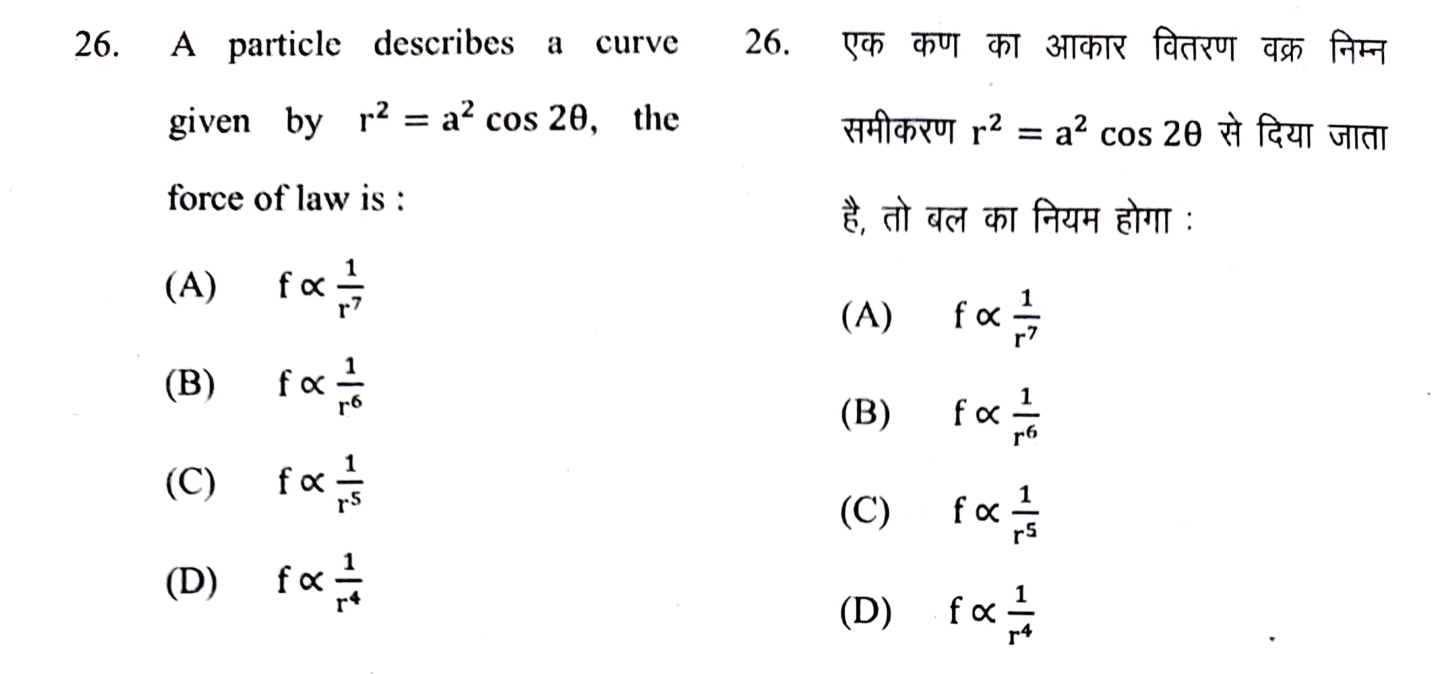 26. A particle describes a curve
given by r² = a² cos 2θ, the
force of law is :
(A) f ∝ 1/r⁷
(B) f ∝ 1/r⁶
(C) f ∝ 1/r⁵
(D) f ∝ 1/r⁴
26. एक कण का आकार वितरण वक्र निम्न
समीकरण r² = a² cos 2θ से दिया जाता
है, तो बल का नियम होगा :
(A) f ∝ 1/r⁷
(B) f ∝ 1/r⁶
(C) f ∝ 1/r⁵
(D) f ∝ 1/r⁴